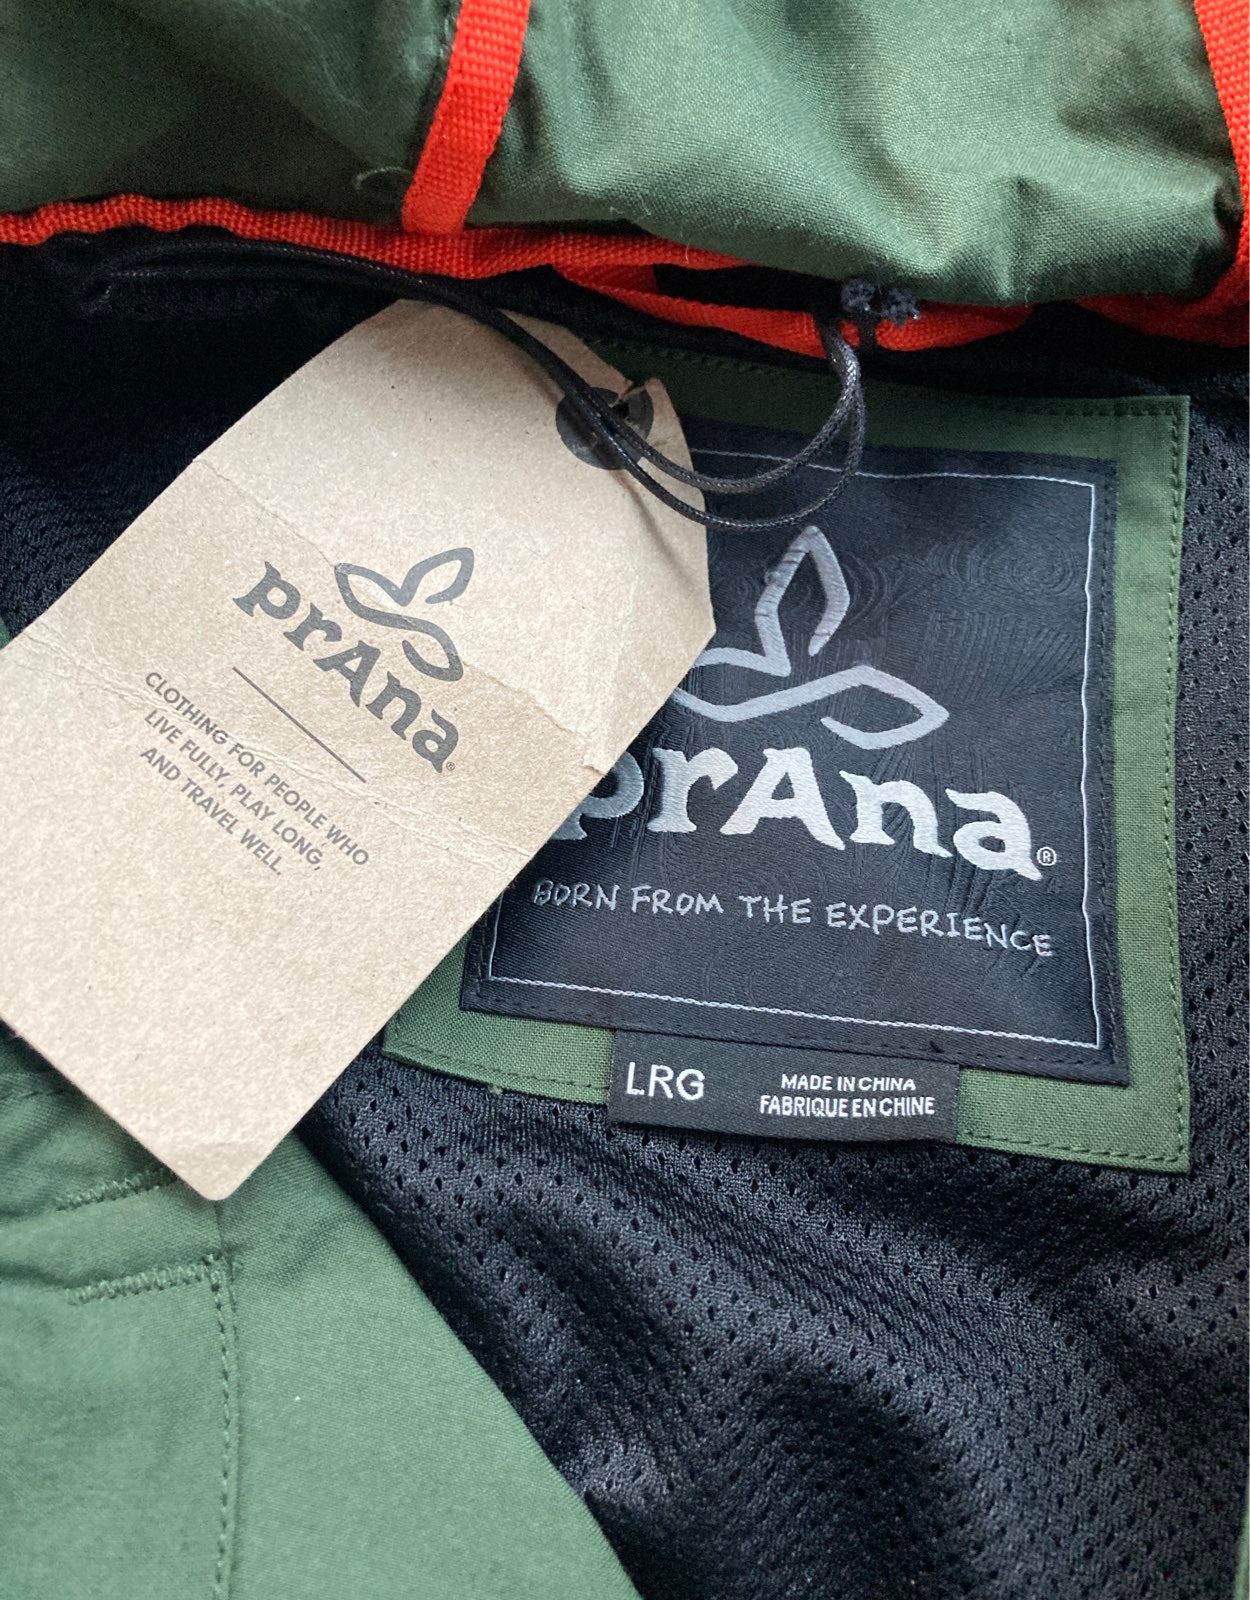 prAna®
CLOTHING FOR PEOPLE WHO
LIVE FULLY, PLAY LONG,
AND TRAVEL WELL.
prAna®
BORN FROM THE EXPERIENCE
LRG
MADE IN CHINA
FABRIQUE EN CHINE